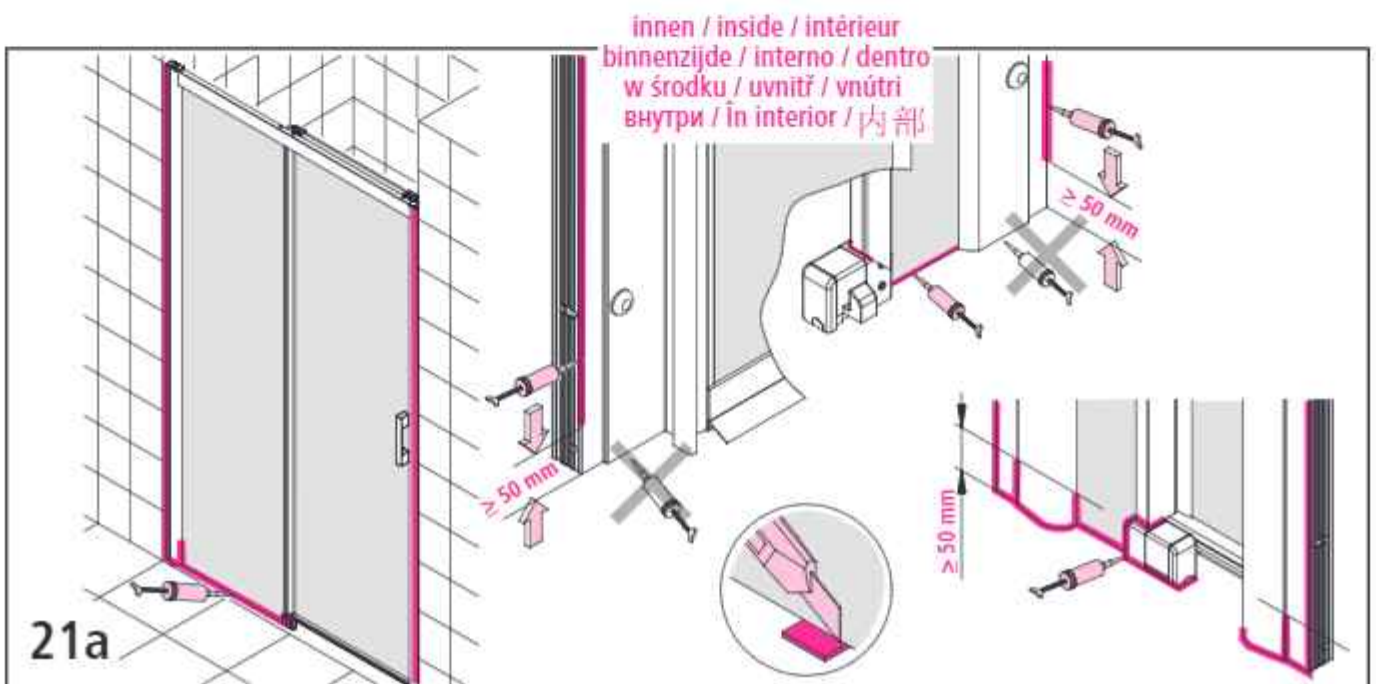 innen / inside / intérieur
binnenzijde / interno / dentro
w środku / uvnitř / vnútri
внутри / În interior / 内部
≥ 50 mm
≥ 50 mm
≥ 50 mm
21a